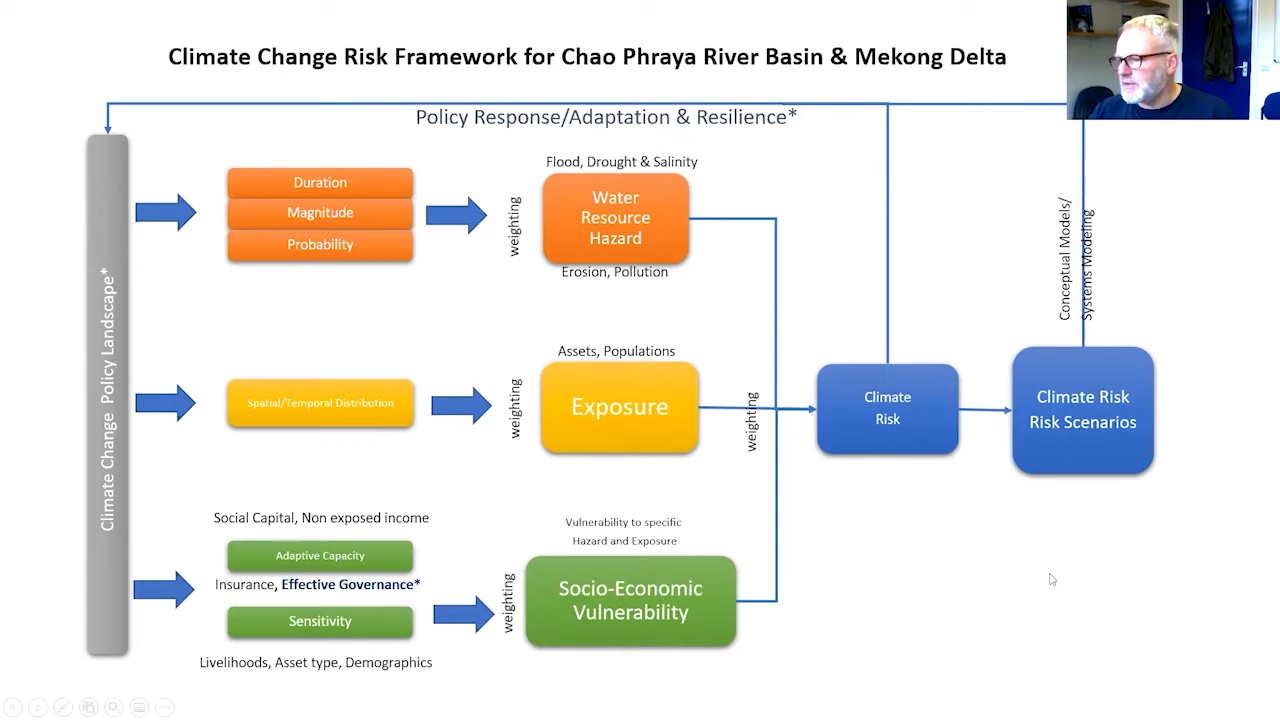 Climate Change Risk Framework for Chao Phraya River Basin & Mekong Delta
Policy Response/Adaptation & Resilience*
Climate Change Policy Landscape*
Duration
Magnitude
Probability
weighting
Flood, Drought & Salinity
Water
Resource
Hazard
Erosion, Pollution
Spatial/Temporal Distribution
weighting
Assets, Populations
Exposure
weighting
Climate
Risk
Conceptual Models/
Systems Modeling
Climate Risk
Risk Scenarios
Social Capital, Non exposed income
Adaptive Capacity
Insurance, Effective Governance*
Sensitivity
Livelihoods, Asset type, Demographics
weighting
Vulnerability to specific
Hazard and Exposure
Socio-Economic
Vulnerability